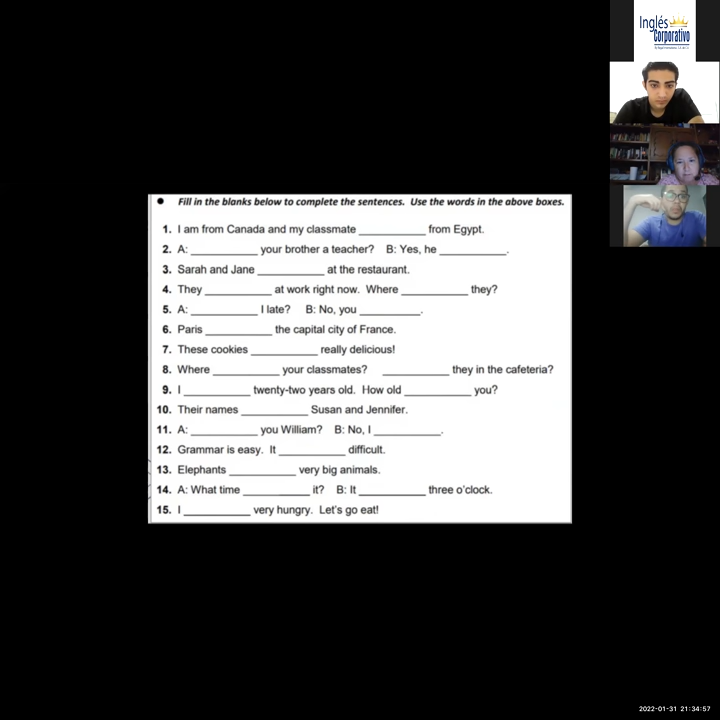 Inglés
Corporativo
● Fill in the blanks below to complete the sentences. Use the words in the above boxes.
1. I am from Canada and my classmate ___________ from Egypt.
2. A: ___________ your brother a teacher? B: Yes, he ___________.
3. Sarah and Jane ___________ at the restaurant.
4. They ___________ at work right now. Where ___________ they?
5. A: ___________ I late? B: No, you ___________.
6. Paris ___________ the capital city of France.
7. These cookies ___________ really delicious!
8. Where ___________ your classmates? ___________ they in the cafeteria?
9. I ___________ twenty-two years old. How old ___________ you?
10. Their names ___________ Susan and Jennifer.
11. A: ___________ you William? B: No, I ___________.
12. Grammar is easy. It ___________ difficult.
13. Elephants ___________ very big animals.
14. A: What time ___________ it? B: It ___________ three o'clock.
15. I ___________ very hungry. Let's go eat!
2022-01-31 21:34:57